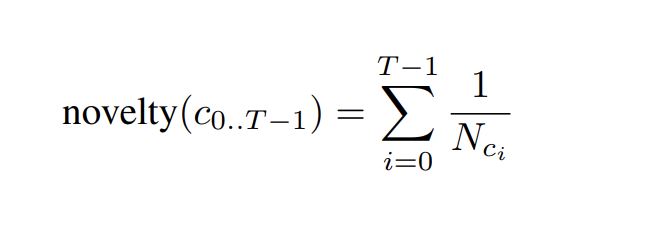 novelty(c_{0..T−1}) = \sum_{i=0}^{T−1} \frac{1}{N_{c_i}}